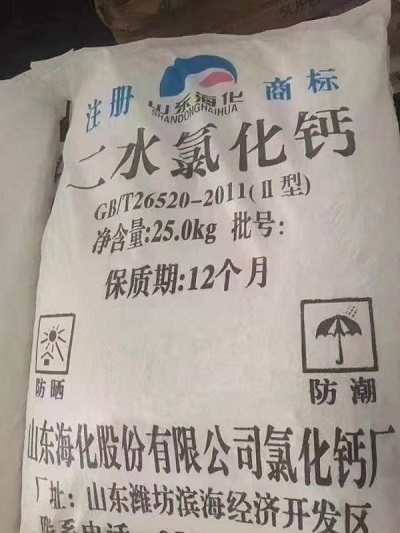 注册 山东海化 商标
SHANDONGHAIHUA
二水氯化钙
GB/T26520-2011(Ⅱ型)
净含量:25.0kg 批号:
保质期:12个月
防晒 防潮
山东海化股份有限公司氯化钙厂
厂址:山东潍坊滨海经济开发区